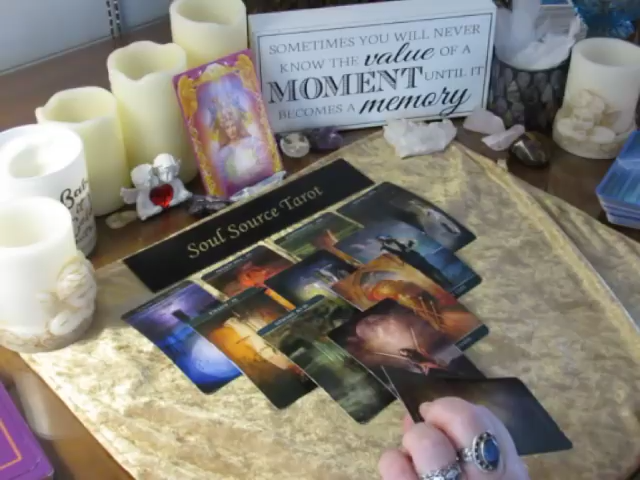 SOMETIMES YOU WILL NEVER
KNOW THE value OF A
MOMENT UNTIL IT
BECOMES A memory
Soul Source Tarot